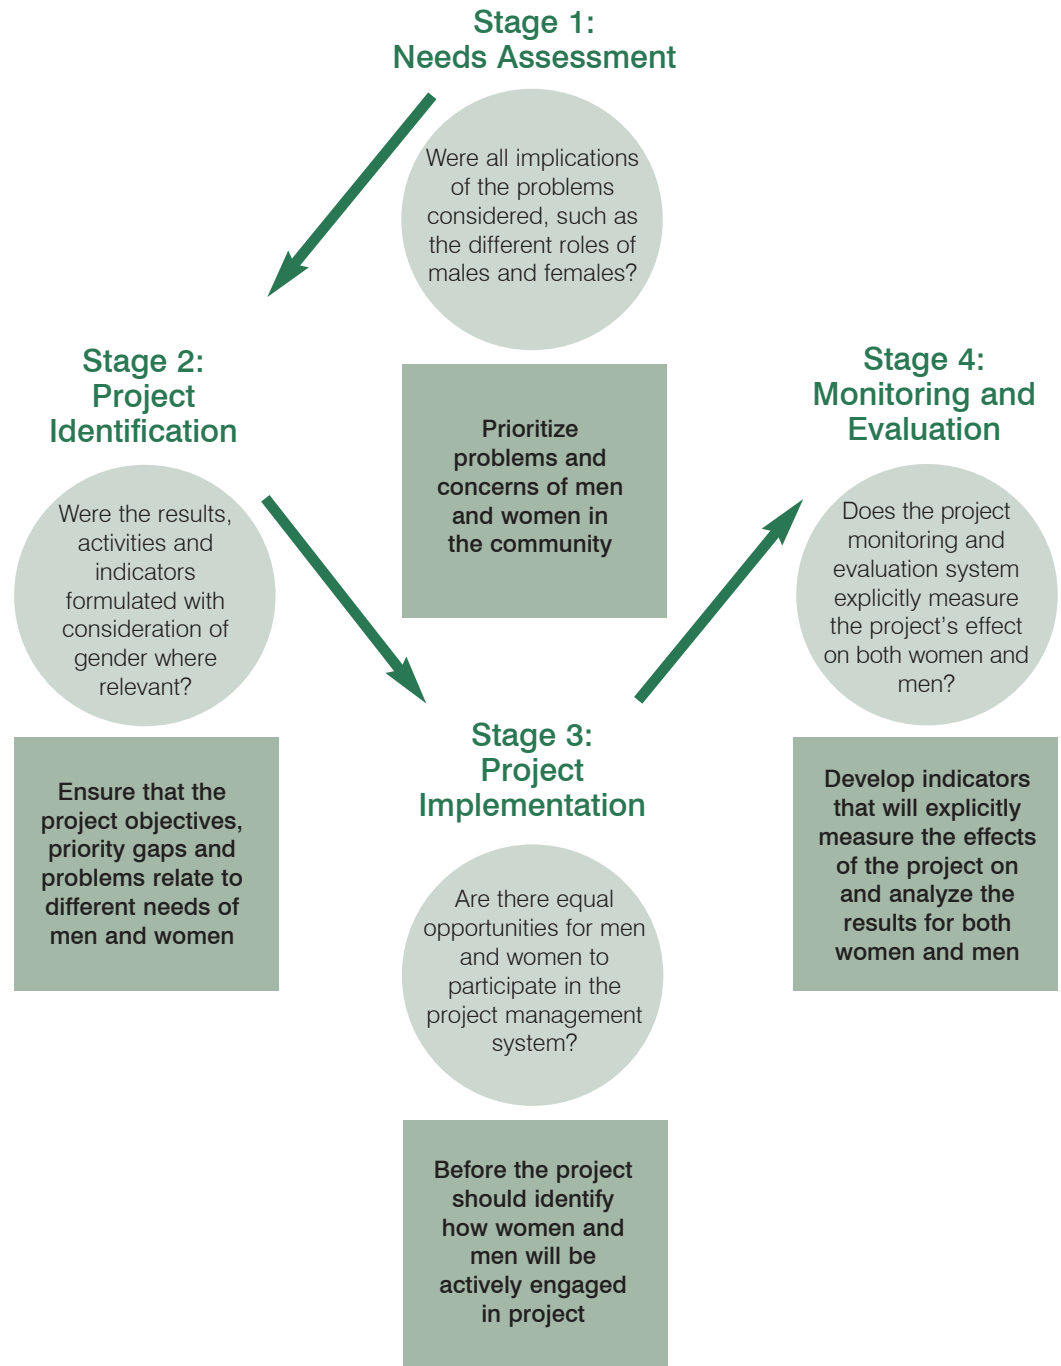 Stage 1:
Needs Assessment
Were all implications
of the problems
considered, such as
the different roles of
males and females?
Prioritize
problems and
concerns of men
and women in
the community
Stage 2:
Project
Identification
Were the results,
activities and
indicators
formulated with
consideration of
gender where
relevant?
Ensure that the
project objectives,
priority gaps and
problems relate to
different needs of
men and women
Stage 3:
Project
Implementation
Are there equal
opportunities for men
and women to
participate in the
project management
system?
Before the project
should identify
how women and
men will be
actively engaged
in project
Stage 4:
Monitoring and
Evaluation
Does the project
monitoring and
evaluation system
explicitly measure
the project’s effect
on both women and
men?
Develop indicators
that will explicitly
measure the effects
of the project on
and analyze the
results for both
women and men